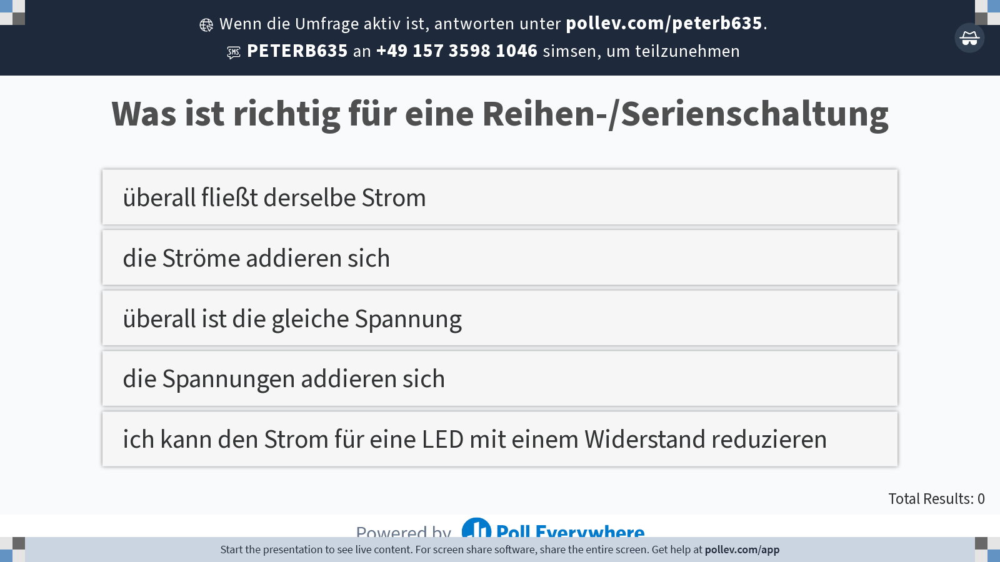 Wenn die Umfrage aktiv ist, antworten unter pollev.com/peterb635.
SMS PETERB635 an +49 157 3598 1046 simsen, um teilzunehmen
Was ist richtig für eine Reihen-/Serienschaltung
überall fließt derselbe Strom
die Ströme addieren sich
überall ist die gleiche Spannung
die Spannungen addieren sich
ich kann den Strom für eine LED mit einem Widerstand reduzieren
Total Results: 0
Powered by Poll Everywhere
Start the presentation to see live content. For screen share software, share the entire screen. Get help at pollev.com/app